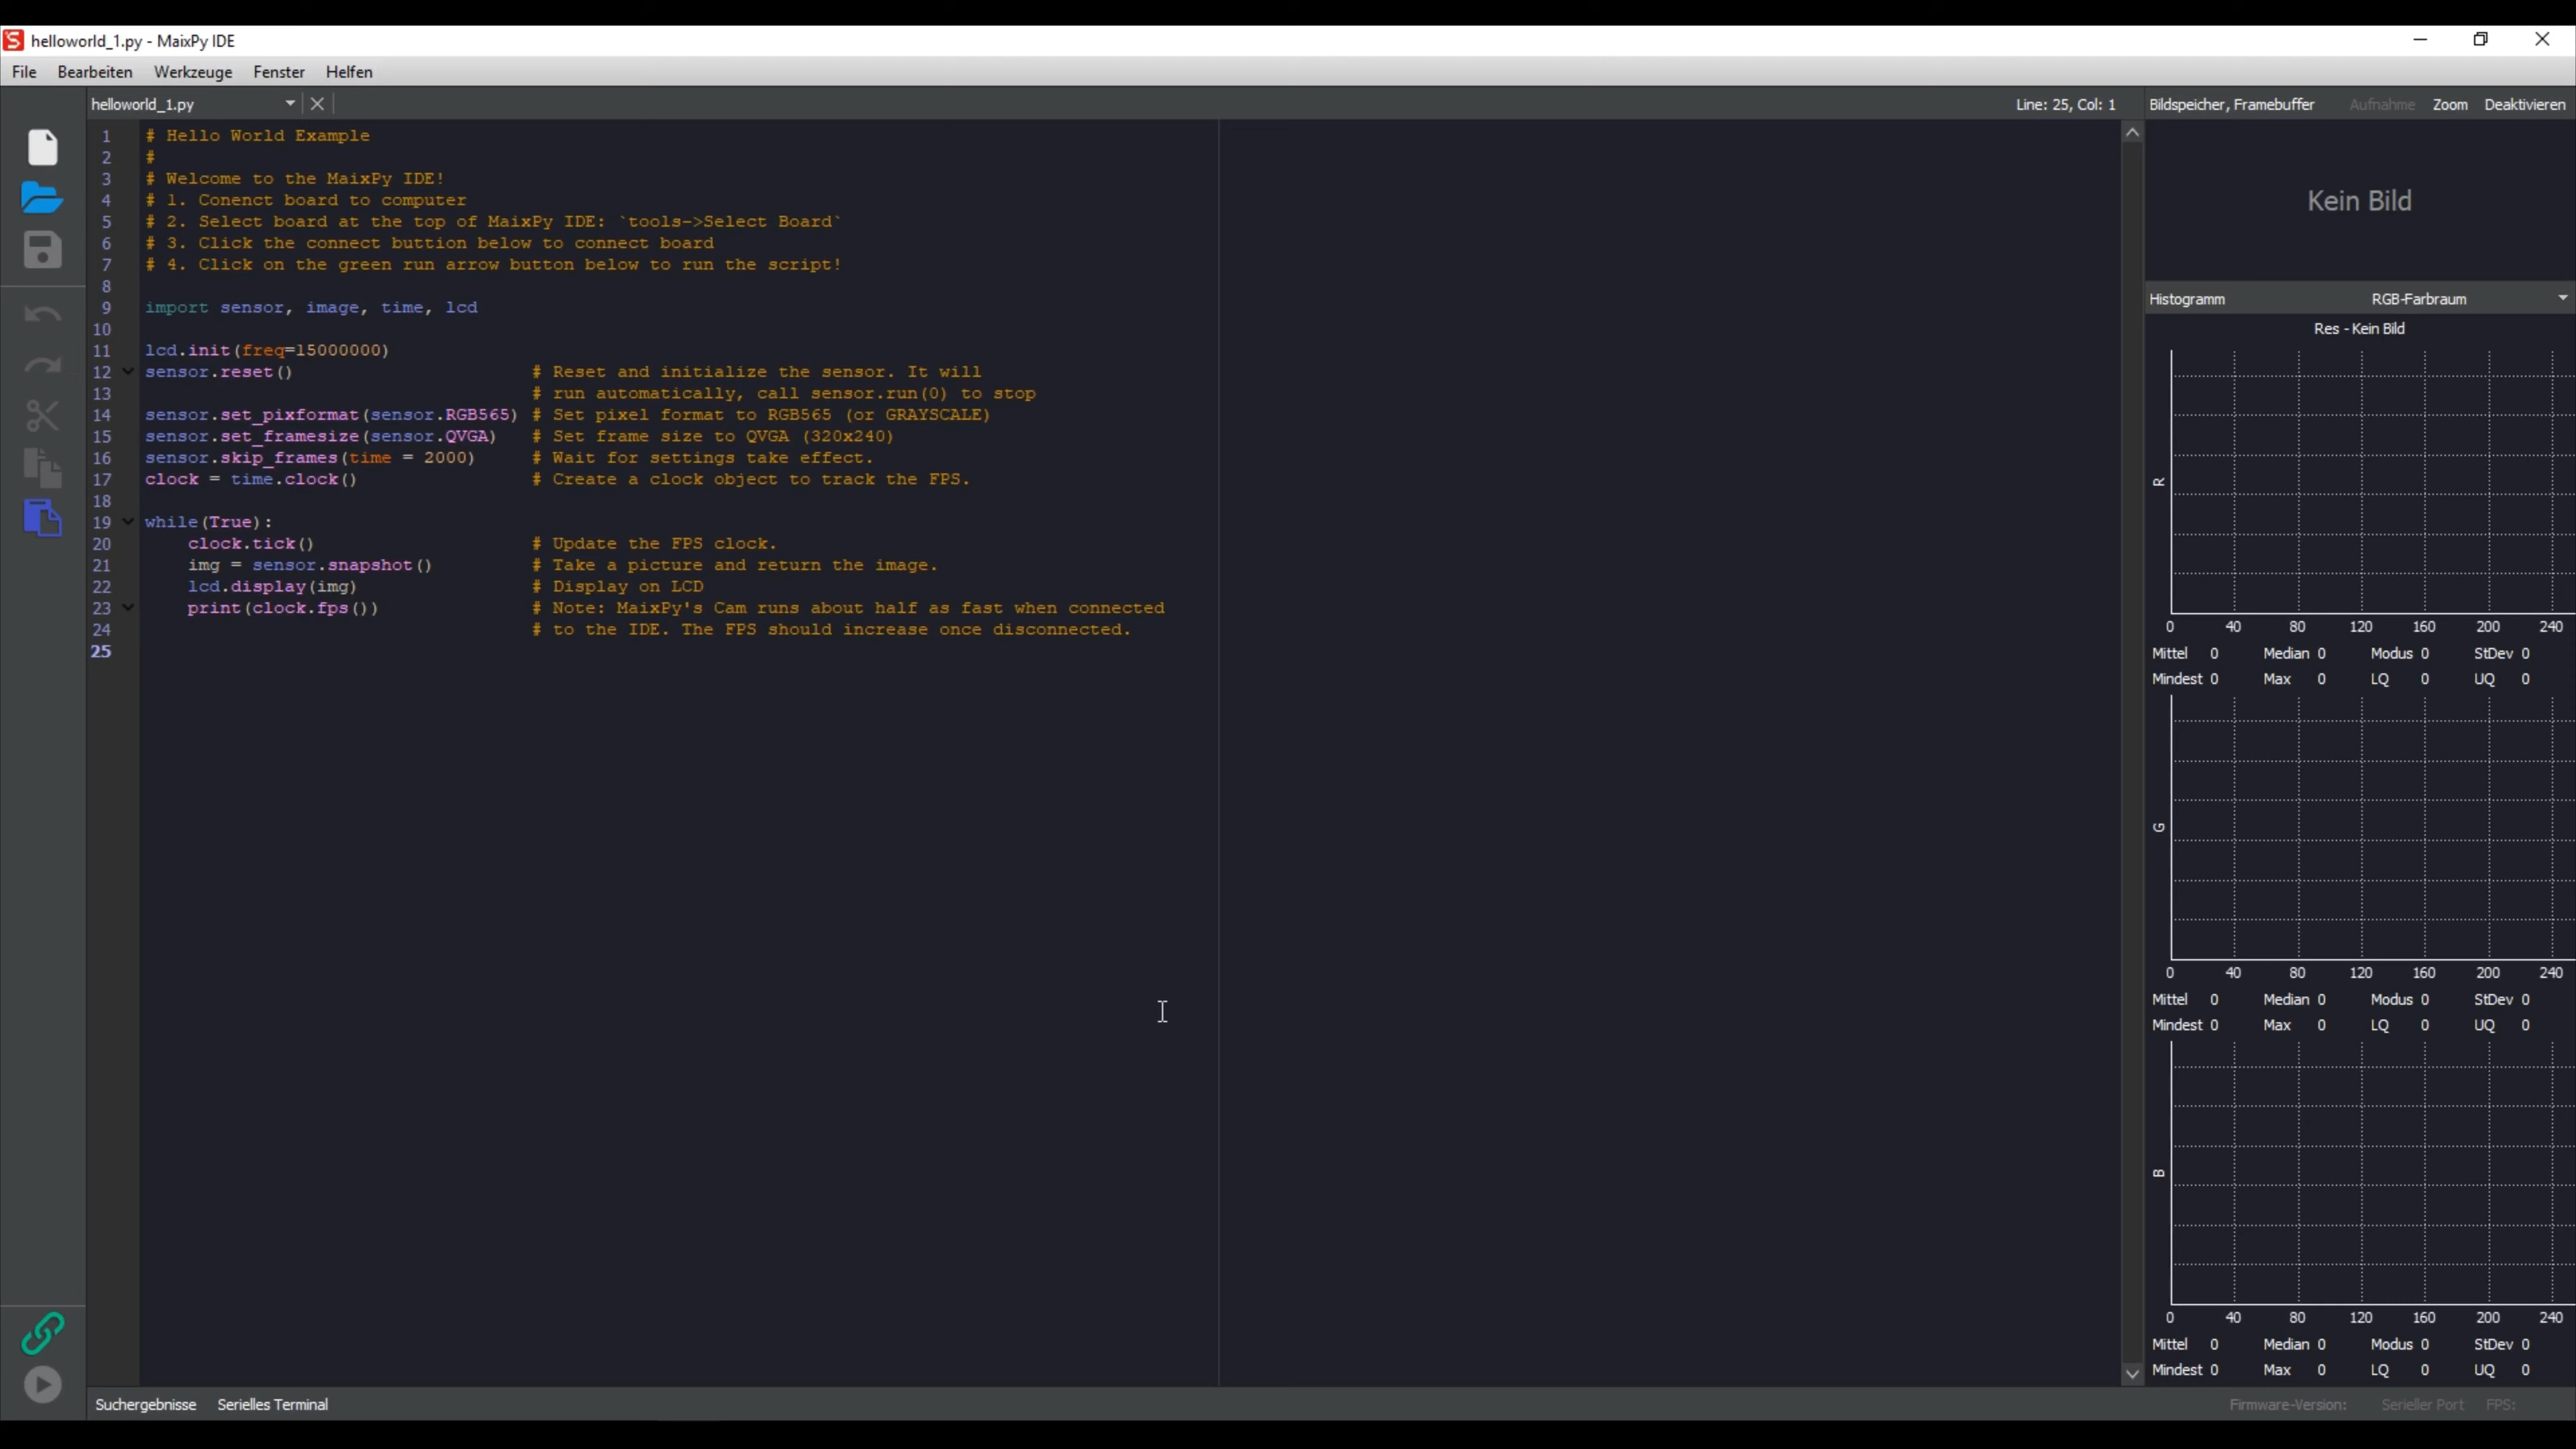 helloworld_1.py - MaixPy IDE
File Bearbeiten Werkzeuge Fenster Helfen
helloworld_1.py
Line: 25, Col: 1
Bildspeicher, Framebuffer Aufnahme Zoom Deaktivieren
1 # Hello World Example
2 #
3 # Welcome to the MaixPy IDE!
4 # 1. Conenct board to computer
5 # 2. Select board at the top of MaixPy IDE: `tools->Select Board`
6 # 3. Click the connect buttion below to connect board
7 # 4. Click on the green run arrow button below to run the script!
8
9 import sensor, image, time, lcd
10
11 lcd.init(freq=15000000)
12 sensor.reset() # Reset and initialize the sensor. It will
13 # run automatically, call sensor.run(0) to stop
14 sensor.set_pixformat(sensor.RGB565) # Set pixel format to RGB565 (or GRAYSCALE)
15 sensor.set_framesize(sensor.QVGA) # Set frame size to QVGA (320x240)
16 sensor.skip_frames(time = 2000) # Wait for settings take effect.
17 clock = time.clock() # Create a clock object to track the FPS.
18
19 while(True):
20 clock.tick() # Update the FPS clock.
21 img = sensor.snapshot() # Take a picture and return the image.
22 lcd.display(img) # Display on LCD
23 print(clock.fps()) # Note: MaixPy's Cam runs about half as fast when connected
24 # to the IDE. The FPS should increase once disconnected.
25
Kein Bild
Histogramm RGB-Farbraum
Res - Kein Bild
R
0 40 80 120 160 200 240
Mittel 0 Median 0 Modus 0 StDev 0
Mindest 0 Max 0 LQ 0 UQ 0
G
0 40 80 120 160 200 240
Mittel 0 Median 0 Modus 0 StDev 0
Mindest 0 Max 0 LQ 0 UQ 0
B
0 40 80 120 160 200 240
Mittel 0 Median 0 Modus 0 StDev 0
Mindest 0 Max 0 LQ 0 UQ 0
Suchergebnisse Serielles Terminal
Firmware-Version: Serieller Port FPS: